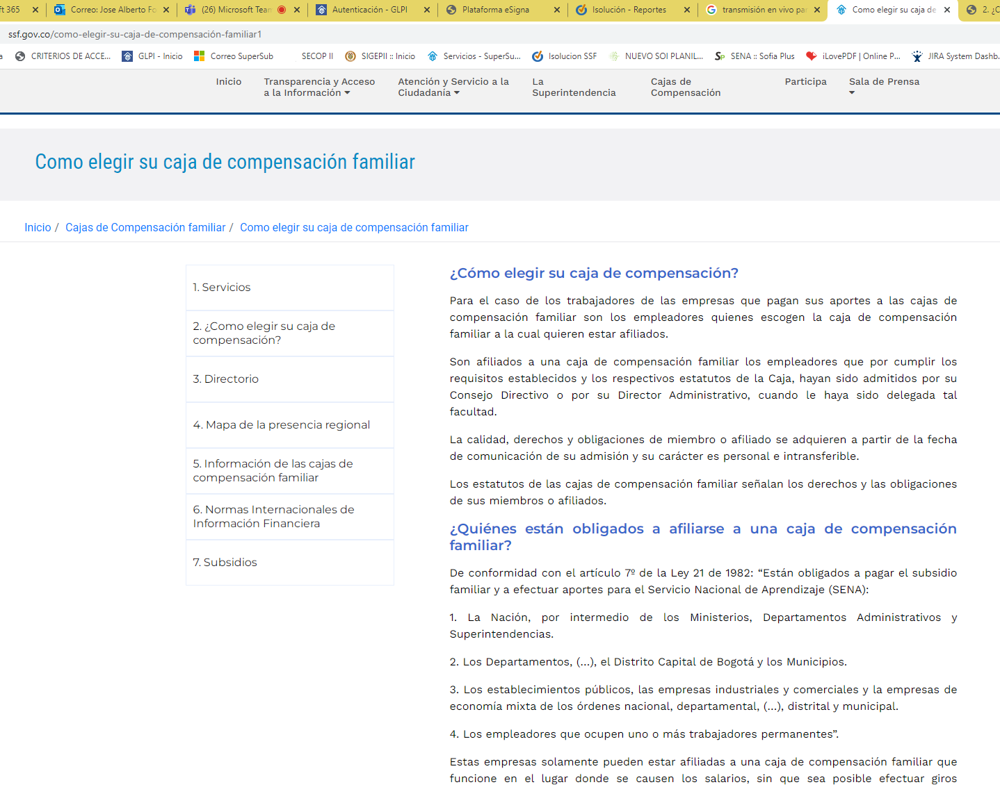 ft 365
Correo: Jose Alberto Fo
(26) Microsoft Tean
Autenticación - GLPI
Plataforma eSigna
Isolución - Reportes
transmisión en vivo par
Como elegir su caja de
2. ¿C
ssf.gov.co/como-elegir-su-caja-de-compensación-familiar1
a
CRITERIOS DE ACCE...
GLPI - Inicio
Correo SuperSub
SECOP II
SIGEPII :: Inicio
Servicios - SuperSu...
Isolucion SSF
NUEVO SOI PLANIL...
SENA :: Sofia Plus
iLovePDF | Online P...
JIRA System Dashb.
Inicio
Transparencia y Acceso
a la Información
Atención y Servicio a la
Ciudadanía
La
Superintendencia
Cajas de
Compensación
Participa
Sala de Prensa
Como elegir su caja de compensación familiar
Inicio / Cajas de Compensación familiar / Como elegir su caja de compensación familiar
1. Servicios
2. ¿Como elegir su caja de
compensación?
3. Directorio
4. Mapa de la presencia regional
5. Información de las cajas de
compensación familiar
6. Normas Internacionales de
Información Financiera
7. Subsidios
¿Cómo elegir su caja de compensación?
Para el caso de los trabajadores de las empresas que pagan sus aportes a las cajas de
compensación familiar son los empleadores quienes escogen la caja de compensación
familiar a la cual quieren estar afiliados.
Son afiliados a una caja de compensación familiar los empleadores que por cumplir los
requisitos establecidos y los respectivos estatutos de la Caja, hayan sido admitidos por su
Consejo Directivo o por su Director Administrativo, cuando le haya sido delegada tal
facultad.
La calidad, derechos y obligaciones de miembro o afiliado se adquieren a partir de la fecha
de comunicación de su admisión y su carácter es personal e intransferible.
Los estatutos de las cajas de compensación familiar señalan los derechos y las obligaciones
de sus miembros o afiliados.
¿Quiénes están obligados a afiliarse a una caja de compensación
familiar?
De conformidad con el artículo 7º de la Ley 21 de 1982: “Están obligados a pagar el subsidio
familiar y a efectuar aportes para el Servicio Nacional de Aprendizaje (SENA):
1. La Nación, por intermedio de los Ministerios, Departamentos Administrativos y
Superintendencias.
2. Los Departamentos, (...), el Distrito Capital de Bogotá y los Municipios.
3. Los establecimientos públicos, las empresas industriales y comerciales y la empresas de
economía mixta de los órdenes nacional, departamental, (...), distrital y municipal.
4. Los empleadores que ocupen uno o más trabajadores permanentes”.
Estas empresas solamente pueden estar afiliadas a una caja de compensación familiar que
funcione en el lugar donde se causen los salarios, sin que sea posible efectuar giros